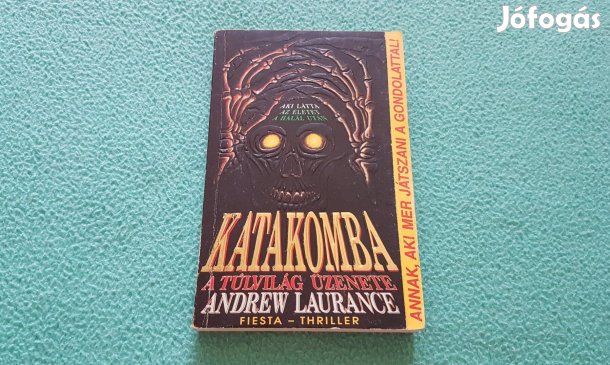 Jófogás
AKI LÁTTA
AZ ÉLETET
A HALÁL UTÁN
KATAKOMBA
A TÚLVILÁG ÜZENETE
ANDREW LAURANCE
FIESTA – THRILLER
ANNAK, AKI MER JÁTSZANI A GONDOLATTAL!